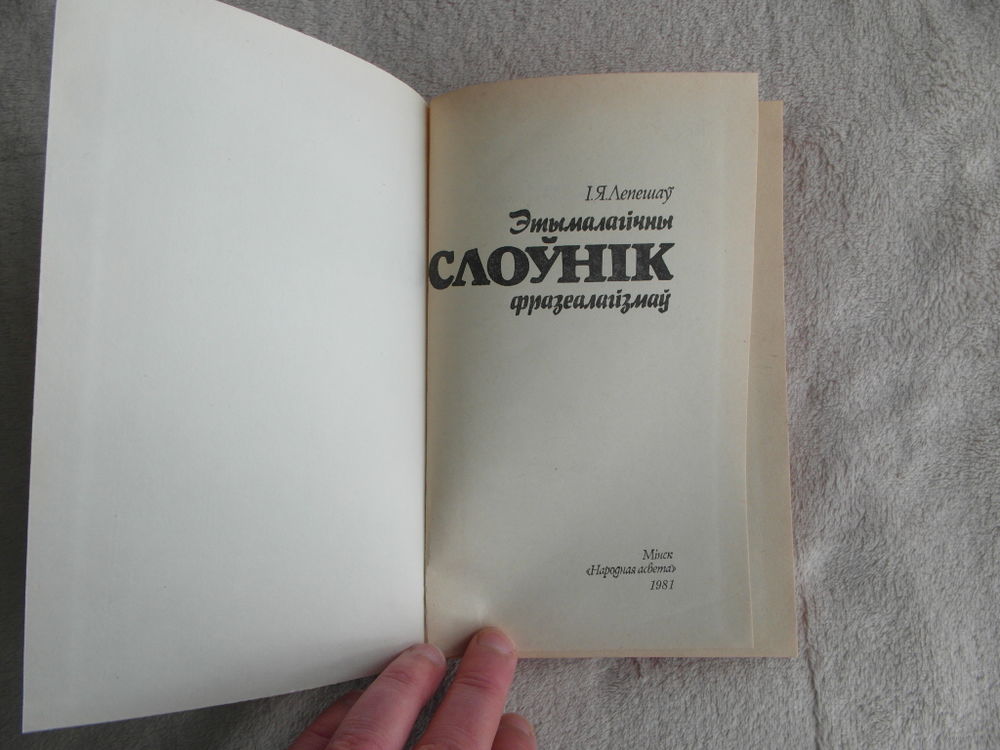 І.Я.Лепешаў
Этымалагічны
СЛОЎНІК
фразеалагізмаў
Мінск
«Народная асвета»
1981